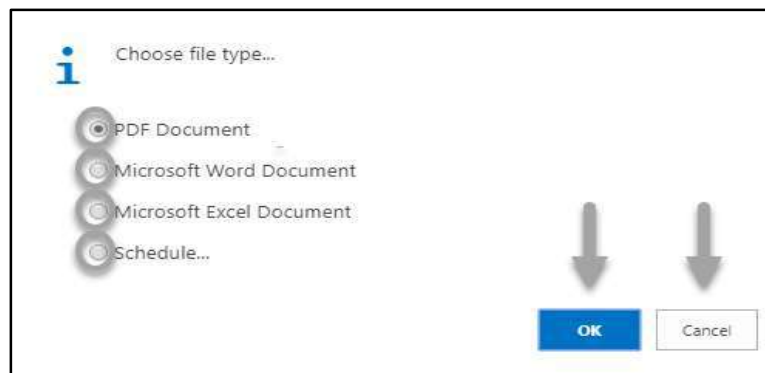 Choose file type...
PDF Document
Microsoft Word Document
Microsoft Excel Document
Schedule...
OK
Cancel